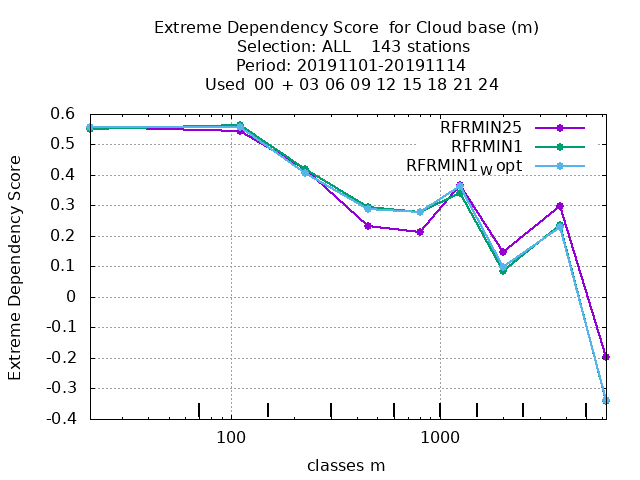 Extreme Dependency Score  for Cloud base (m)
Selection: ALL    143 stations
Period: 20191101-20191114
Used  00  + 03 06 09 12 15 18 21 24
RFRMIN25
RFRMIN1
RFRMIN1W opt
Extreme Dependency Score
0.6
0.5
0.4
0.3
0.2
0.1
0
-0.1
-0.2
-0.3
-0.4
100 1000
classes m